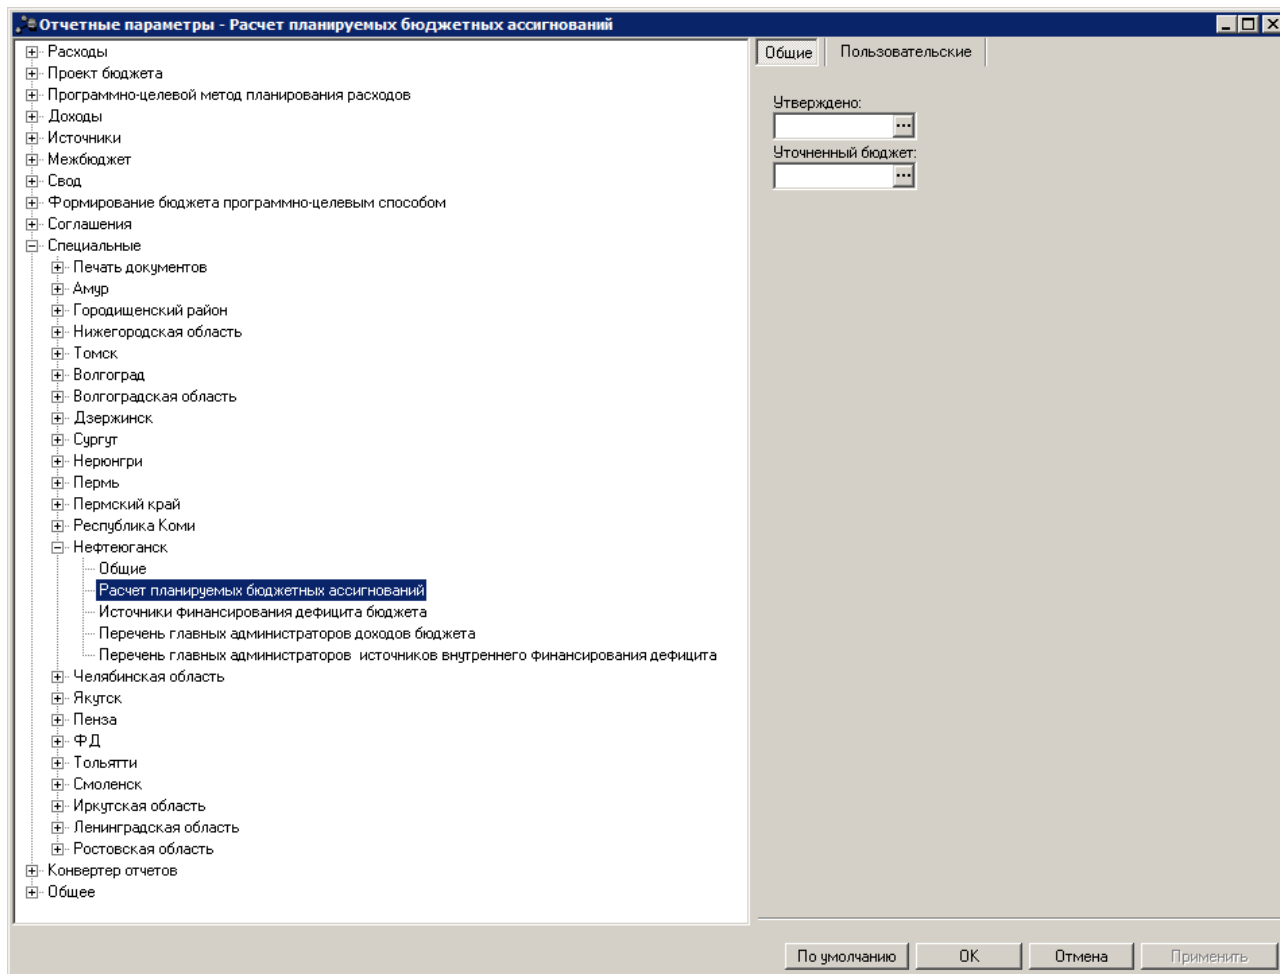 Отчетные параметры - Расчет планируемых бюджетных ассигнований
Расходы
Проект бюджета
Программно-целевой метод планирования расходов
Доходы
Источники
Межбюджет
Свод
Формирование бюджета программно-целевым способом
Соглашения
Специальные
Печать документов
Амур
Городищенский район
Нижегородская область
Томск
Волгоград
Волгоградская область
Дзержинск
Сургут
Нерюнгри
Пермь
Пермский край
Республика Коми
Нефтеюганск
Общие
Расчет планируемых бюджетных ассигнований
Источники финансирования дефицита бюджета
Перечень главных администраторов доходов бюджета
Перечень главных администраторов источников внутреннего финансирования дефицита
Челябинская область
Якутск
Пенза
ФД
Тольятти
Смоленск
Иркутская область
Ленинградская область
Ростовская область
Конвертер отчетов
Общее
Общие Пользовательские
Утверждено:
...
Уточненный бюджет:
...
По умолчанию OK Отмена Применить